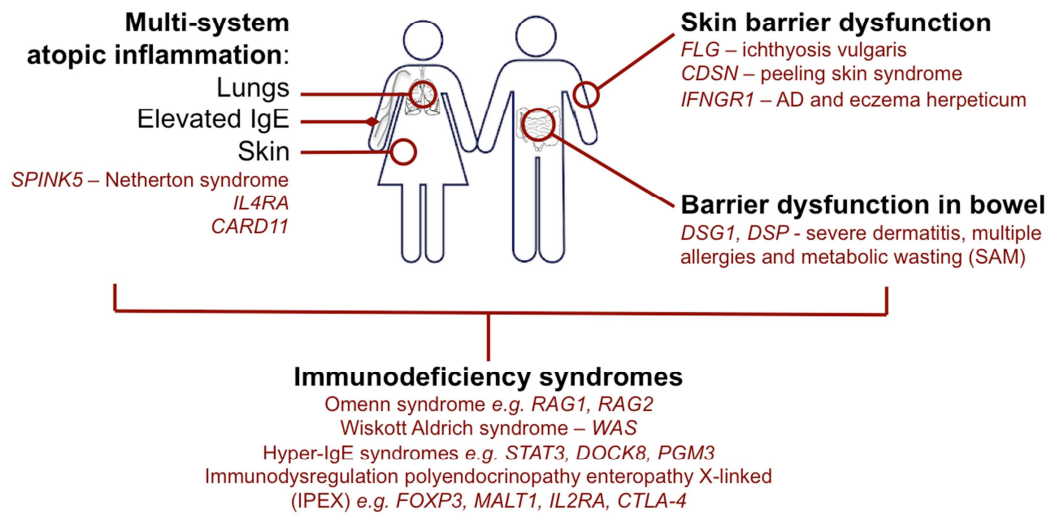 Multi-system
atopic inflammation:
Lungs
Elevated IgE
Skin
SPINK5 – Netherton syndrome
IL4RA
CARD11
Skin barrier dysfunction
FLG – ichthyosis vulgaris
CDSN – peeling skin syndrome
IFNGR1 – AD and eczema herpeticum
Barrier dysfunction in bowel
DSG1, DSP - severe dermatitis, multiple
allergies and metabolic wasting (SAM)
Immunodeficiency syndromes
Omenn syndrome e.g. RAG1, RAG2
Wiskott Aldrich syndrome – WAS
Hyper-IgE syndromes e.g. STAT3, DOCK8, PGM3
Immunodysregulation polyendocrinopathy enteropathy X-linked
(IPEX) e.g. FOXP3, MALT1, IL2RA, CTLA-4